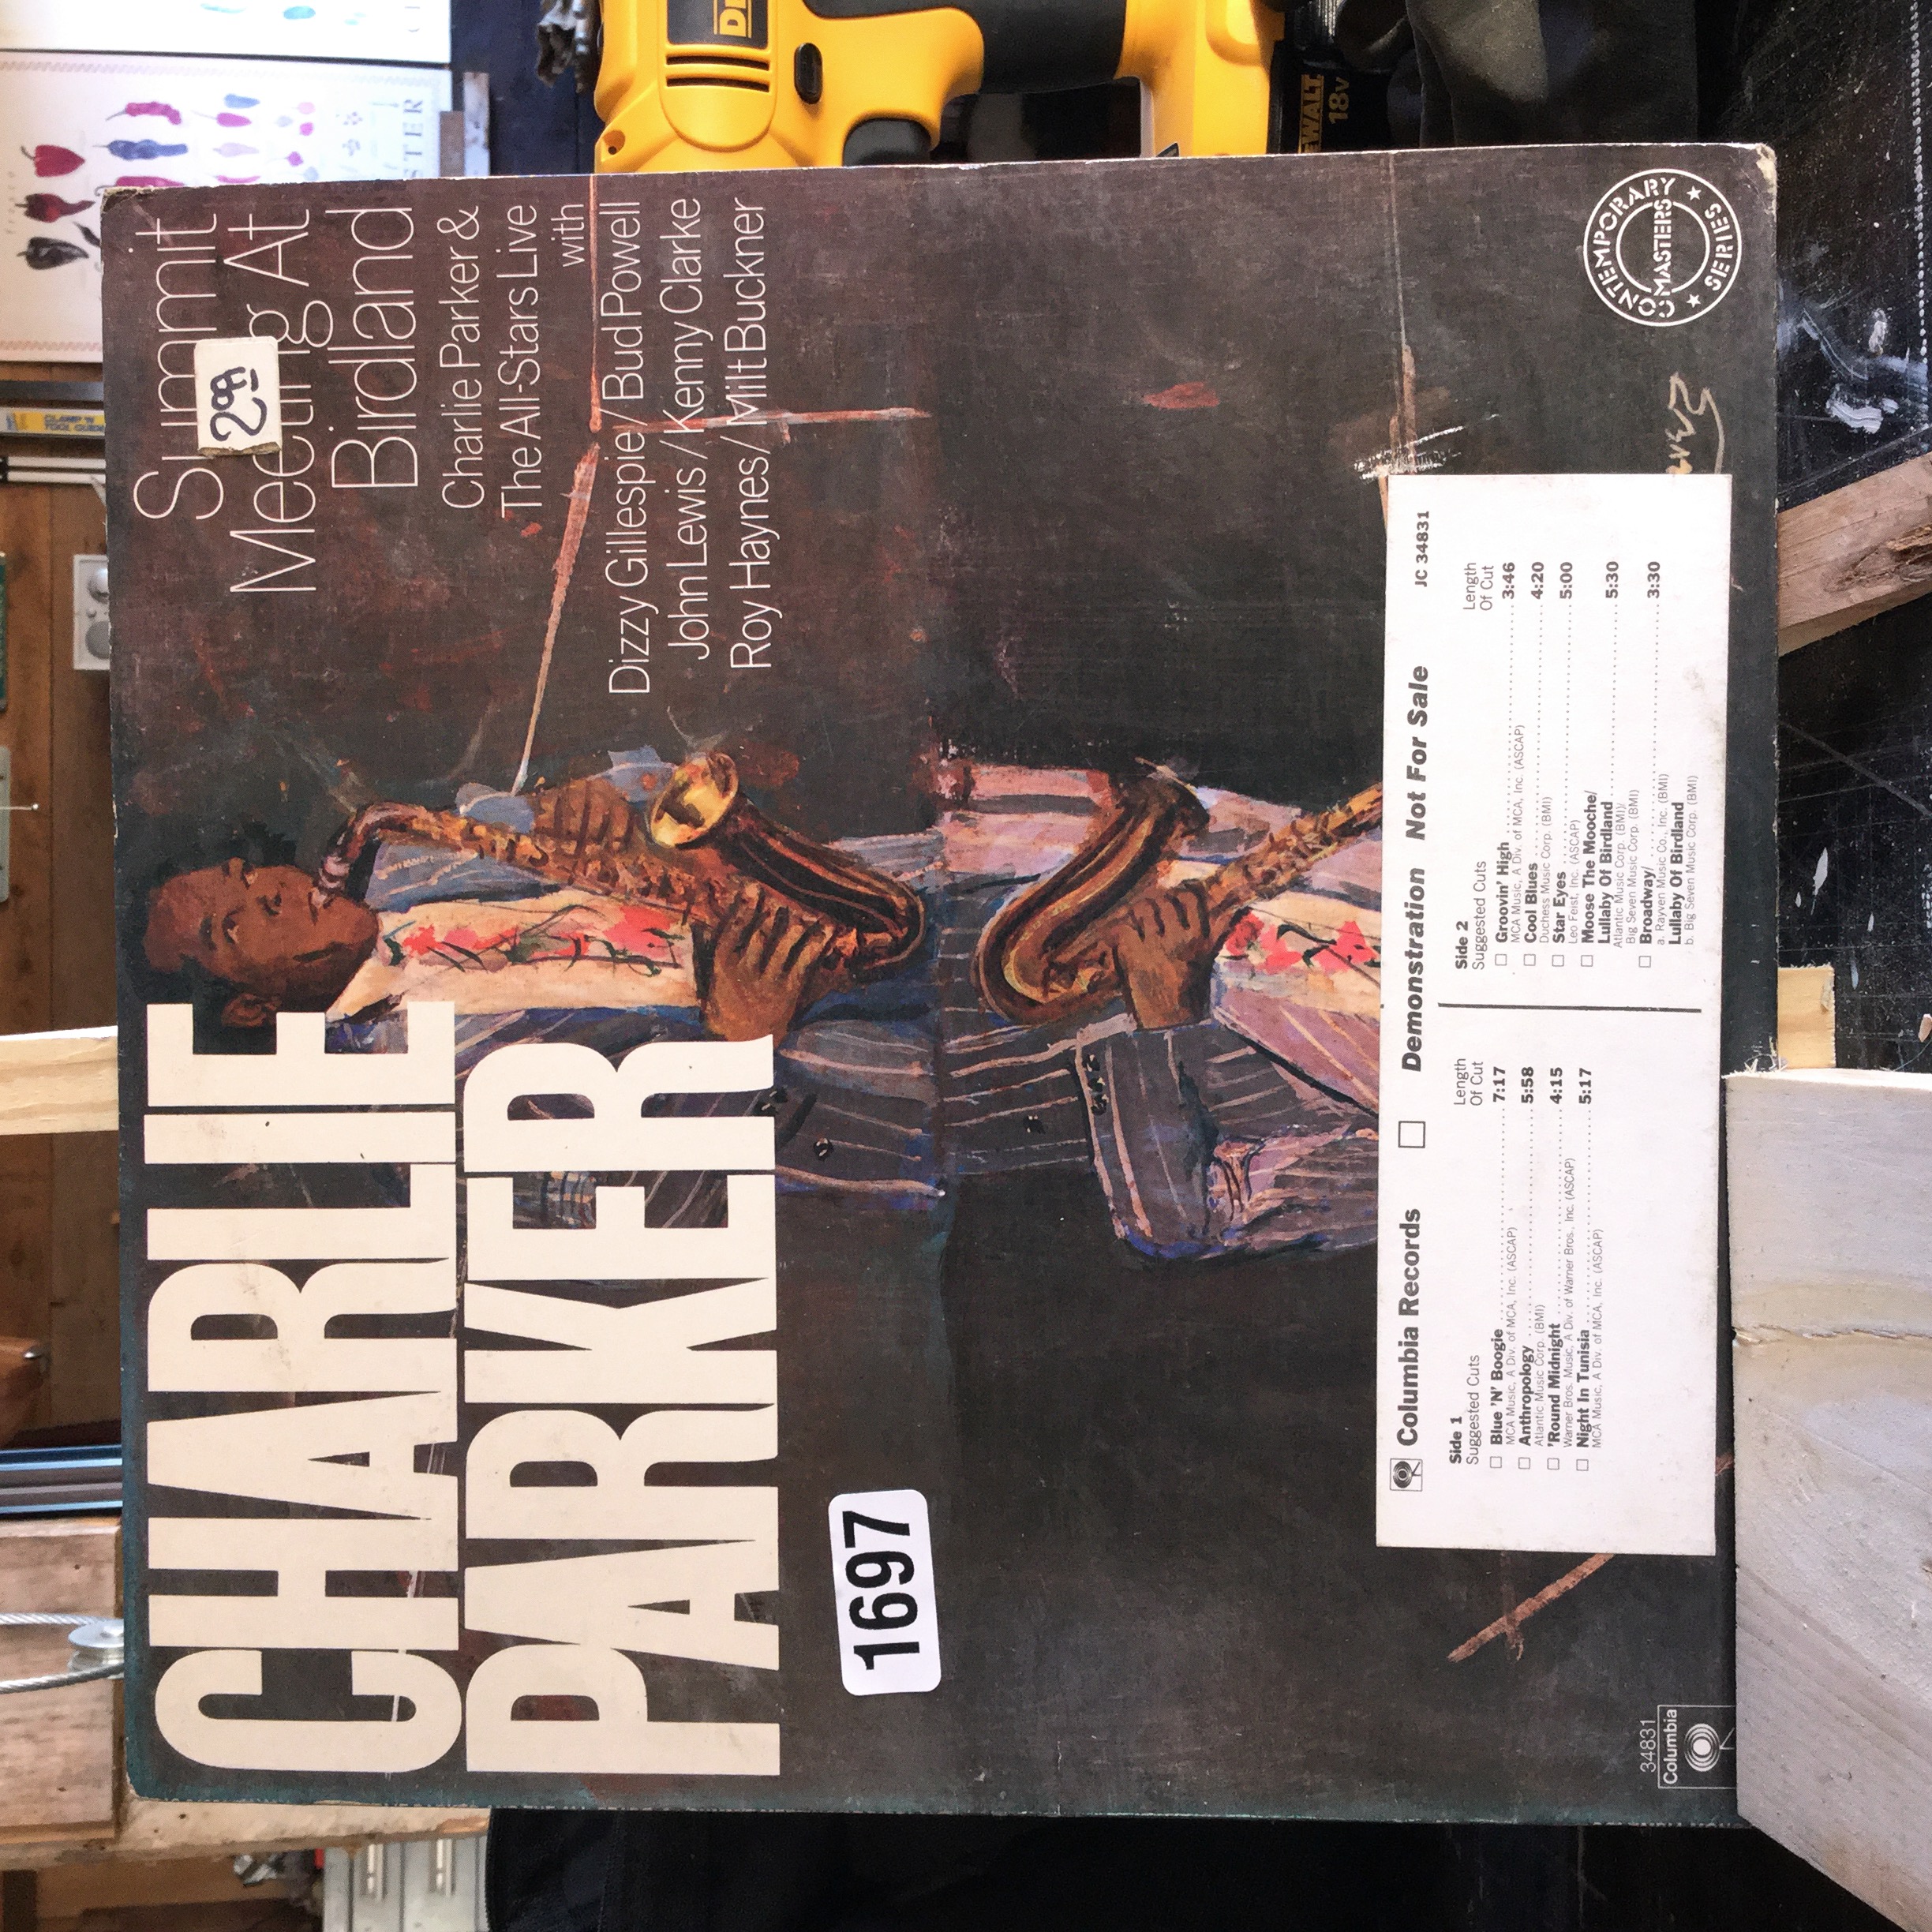 CHARLIE
PARKER
Summit
Meeting At
Birdland
2.99
Charlie Parker &
The All-Stars Live
with
Dizzy Gillespie / Bud Powell
John Lewis / Kenny Clarke
Roy Haynes / Milt Buckner
1697
Columbia Records
Demonstration Not For Sale
JC 34831
Side 1
Suggested Cuts
Length
Of Cut
Blue 'N' Boogie 7:17
MCA Music, A Div. of MCA, Inc. (ASCAP)
Anthropology 5:58
Atlantic Music Corp. (BMI)
'Round Midnight 4:15
Warner Bros. Music, A Div. of Warner Bros. Inc. (ASCAP)
Night In Tunisia 5:17
MCA Music, A Div. of MCA, Inc. (ASCAP)
Side 2
Suggested Cuts
Length
Of Cut
Groovin' High 3:46
MCA Music, A Div. of MCA, Inc. (ASCAP)
Cool Blues 4:20
Duchess Music Corp. (BMI)
Star Eyes 5:00
Leo Feist, Inc. (ASCAP)
Moose The Mooche/
Lullaby Of Birdland 5:30
Atlantic Music Corp. (BMI)/
Big Seven Music Corp. (BMI)
Broadway/ 3:30
a. Rayven Music Co., Inc. (BMI)
Lullaby Of Birdland
b. Big Seven Music Corp. (BMI)
34831
Columbia
CONTEMPORARY
MASTERS
SERIES
DEWALT
18V
CLAMP 'N
TOOL GUIDE